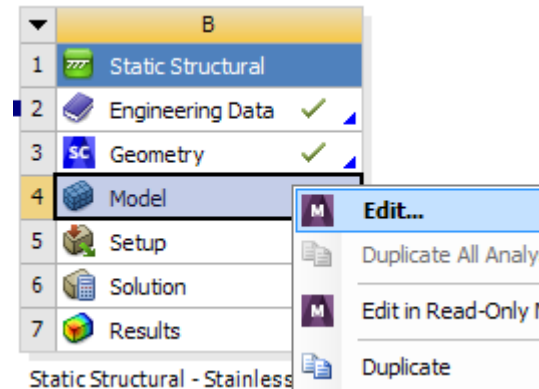 B
1 Static Structural
2 Engineering Data
3 SC Geometry
4 Model
M Edit...
5 Setup
Duplicate All Analy
6 Solution
M Edit in Read-Only
7 Results
Duplicate
Static Structural - Stainless